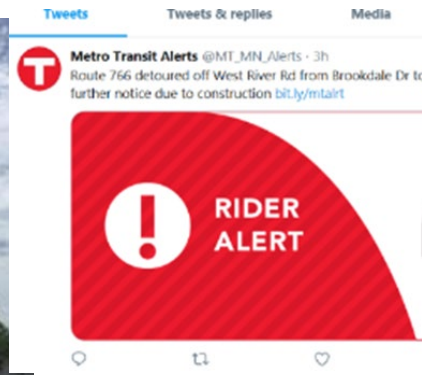 Tweets Tweets & replies Media
Metro Transit Alerts @MT_MN_Alerts · 3h
Route 766 detoured off West River Rd from Brookdale Dr to
further notice due to construction bit.ly/mtalrt
RIDER
ALERT